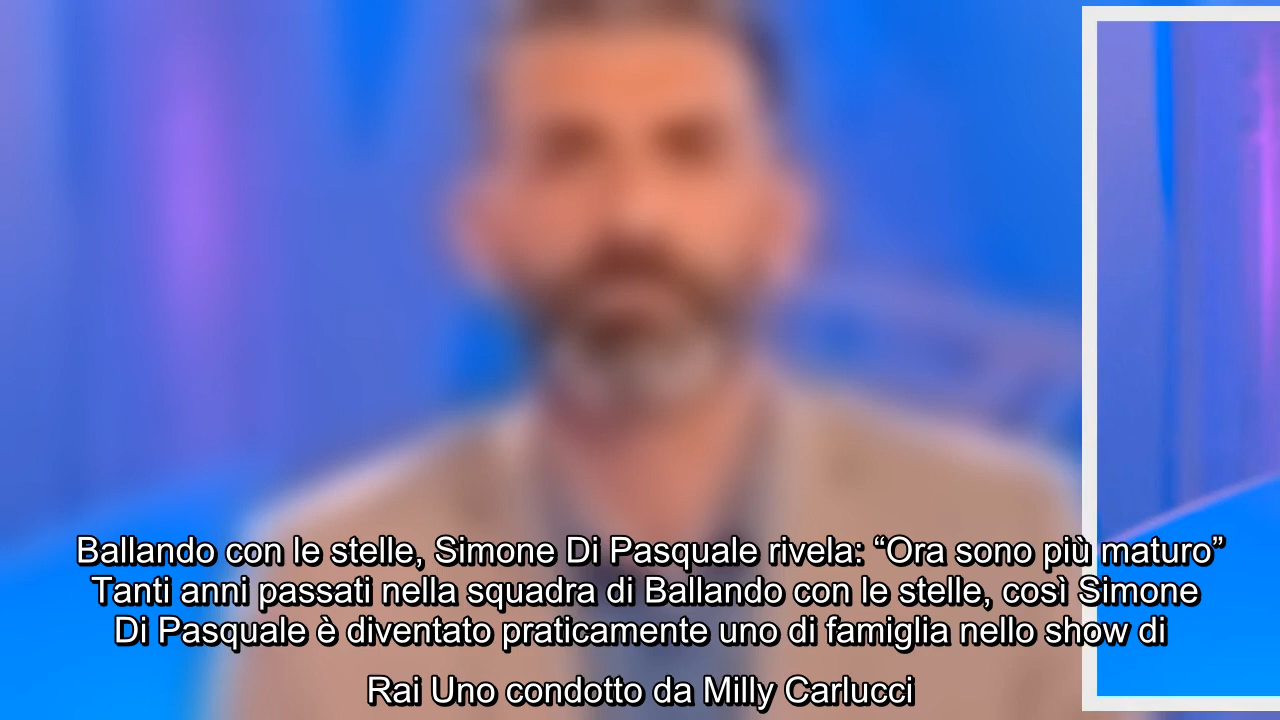 Ballando con le stelle, Simone Di Pasquale rivela: “Ora sono più maturo”
Tanti anni passati nella squadra di Ballando con le stelle, così Simone
Di Pasquale è diventato praticamente uno di famiglia nello show di
Rai Uno condotto da Milly Carlucci